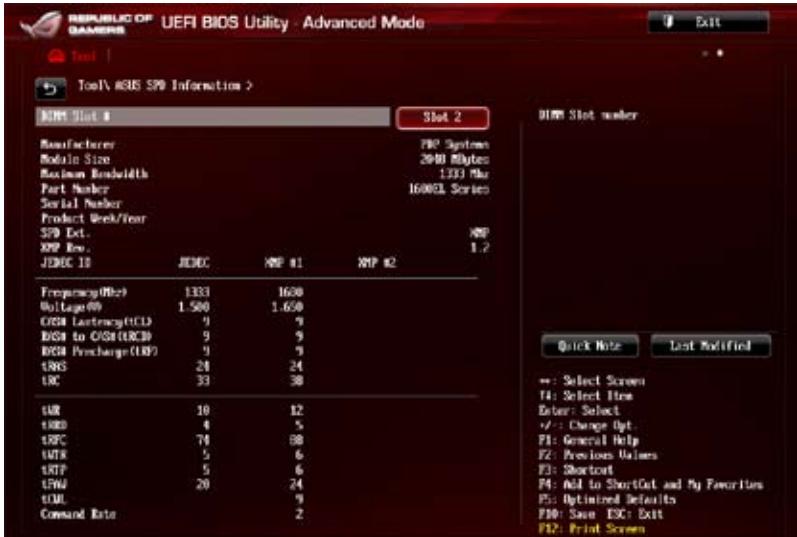 REPUBLIC OF GAMERS UEFI BIOS Utility - Advanced Mode
Exit
Tool
Tool\ ASUS SPD Information >
DIMM Slot # Slot 2
DIMM Slot number
Manufacturer PDP Systems
Module Size 2048 MBytes
Maximum Bandwidth 1333 Mhz
Part Number 1600EL Series
Serial Number
Product Week/Year
SPD Ext. XMP
XMP Rev. 1.2
JEDEC ID JEDEC XMP #1 XMP #2
Frequency(Mhz) 1333 1600
Voltage(V) 1.500 1.650
CAS# Lantency(tCL) 9 9
RAS# to CAS#(tRCD) 9 9
RAS# Precharge(tRP) 9 9
tRAS 24 24
tRC 33 38
tWR 10 12
tRRD 4 5
tRFC 74 88
tWTR 5 6
tRTP 5 6
tFAW 20 24
tCWL 9
Command Rate 2
Quick Note Last Modified
↔: Select Screen
↑↓: Select Item
Enter: Select
+/-: Change Opt.
F1: General Help
F2: Previous Values
F3: Shortcut
F4: Add to ShortCut and My Favorites
F5: Optimized Defaults
F10: Save ESC: Exit
F12: Print Screen